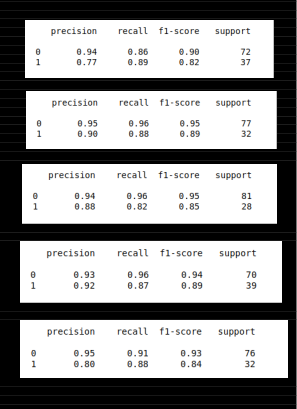 precision recall f1-score support
0 0.94 0.86 0.90 72
1 0.77 0.89 0.82 37
precision recall f1-score support
0 0.95 0.96 0.95 77
1 0.90 0.88 0.89 32
precision recall f1-score support
0 0.94 0.96 0.95 81
1 0.88 0.82 0.85 28
precision recall f1-score support
0 0.93 0.96 0.94 70
1 0.92 0.87 0.89 39
precision recall f1-score support
0 0.95 0.91 0.93 76
1 0.80 0.88 0.84 32